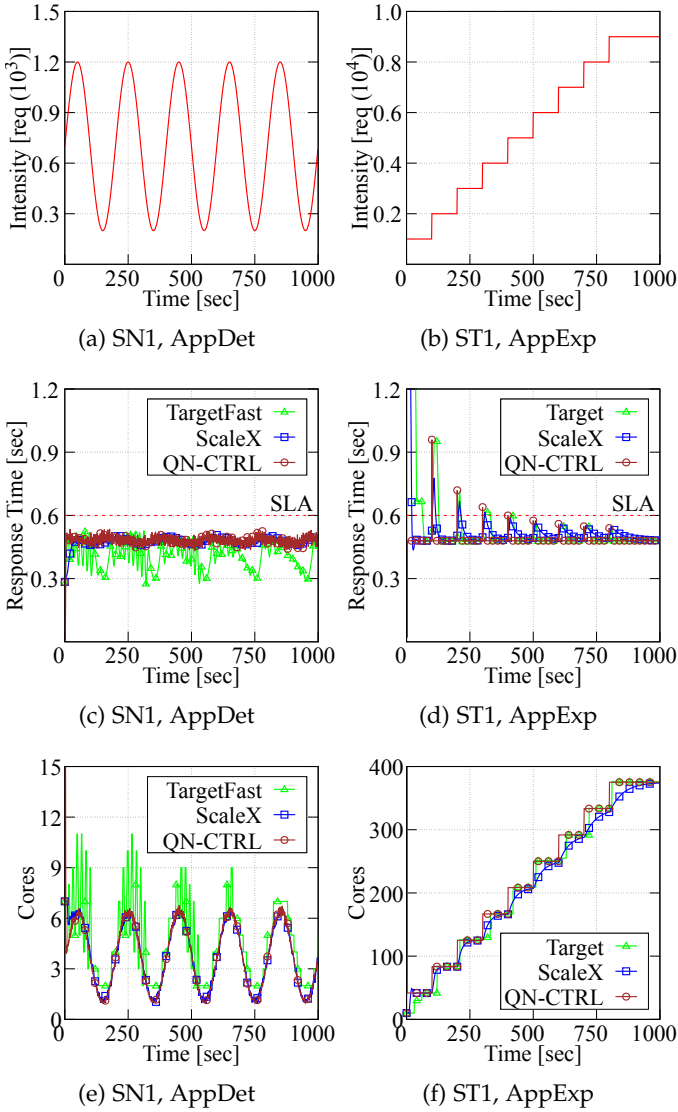 1.5
1.2
0.9
0.6
0.3
Intensity [req (10³)]
0 250 500 750 1000
Time [sec]
(a) SN1, AppDet
1.0
0.8
0.6
0.4
0.2
Intensity [req (10⁴)]
0 250 500 750 1000
Time [sec]
(b) ST1, AppExp
1.2
0.9
0.6
0.3
Response Time [sec]
TargetFast
ScaleX
QN-CTRL
SLA
0 250 500 750 1000
Time [sec]
(c) SN1, AppDet
1.2
0.9
0.6
0.3
Response Time [sec]
Target
ScaleX
QN-CTRL
SLA
0 250 500 750 1000
Time [sec]
(d) ST1, AppExp
15
12
9
6
3
0
Cores
TargetFast
ScaleX
QN-CTRL
0 250 500 750 1000
Time [sec]
(e) SN1, AppDet
400
300
200
100
0
Cores
Target
ScaleX
QN-CTRL
0 250 500 750 1000
Time [sec]
(f) ST1, AppExp